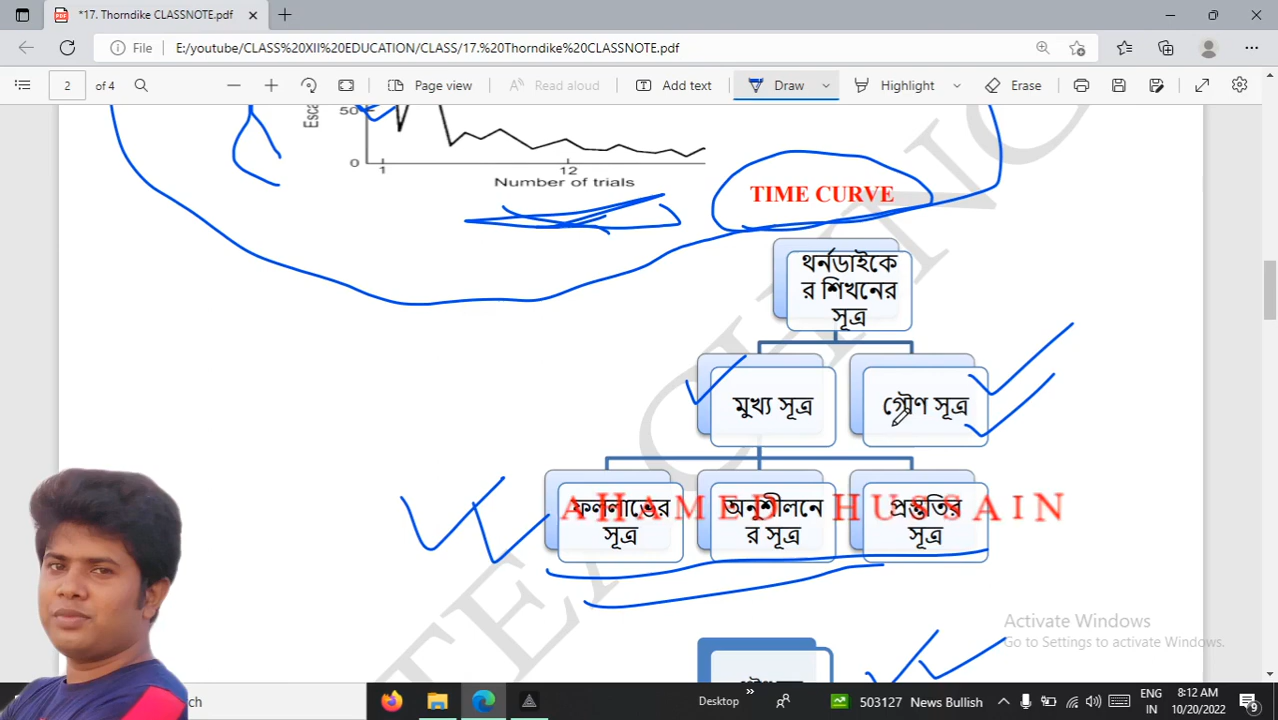 *17. Thorndike CLASSNOTE.pdf
File E:/youtube/CLASS%20XII%20EDUCATION/CLASS/17.%20Thorndike%20CLASSNOTE.pdf
2 of 4 Page view Read aloud Add text Draw Highlight Erase
50
0
1 12
Number of trials
TIME CURVE
থর্নডাইকে
র শিখনের
সূত্র
মুখ্য সূত্র
গৌণ সূত্র
ফললাভের
সূত্র
অনুশীলনে
র সূত্র
প্রস্তুতির
সূত্র
AHAMED HUSSAIN
Activate Windows
Go to Settings to activate Windows.
Desktop 503127 News Bullish ENG
IN 8:12 AM
10/20/2022 9